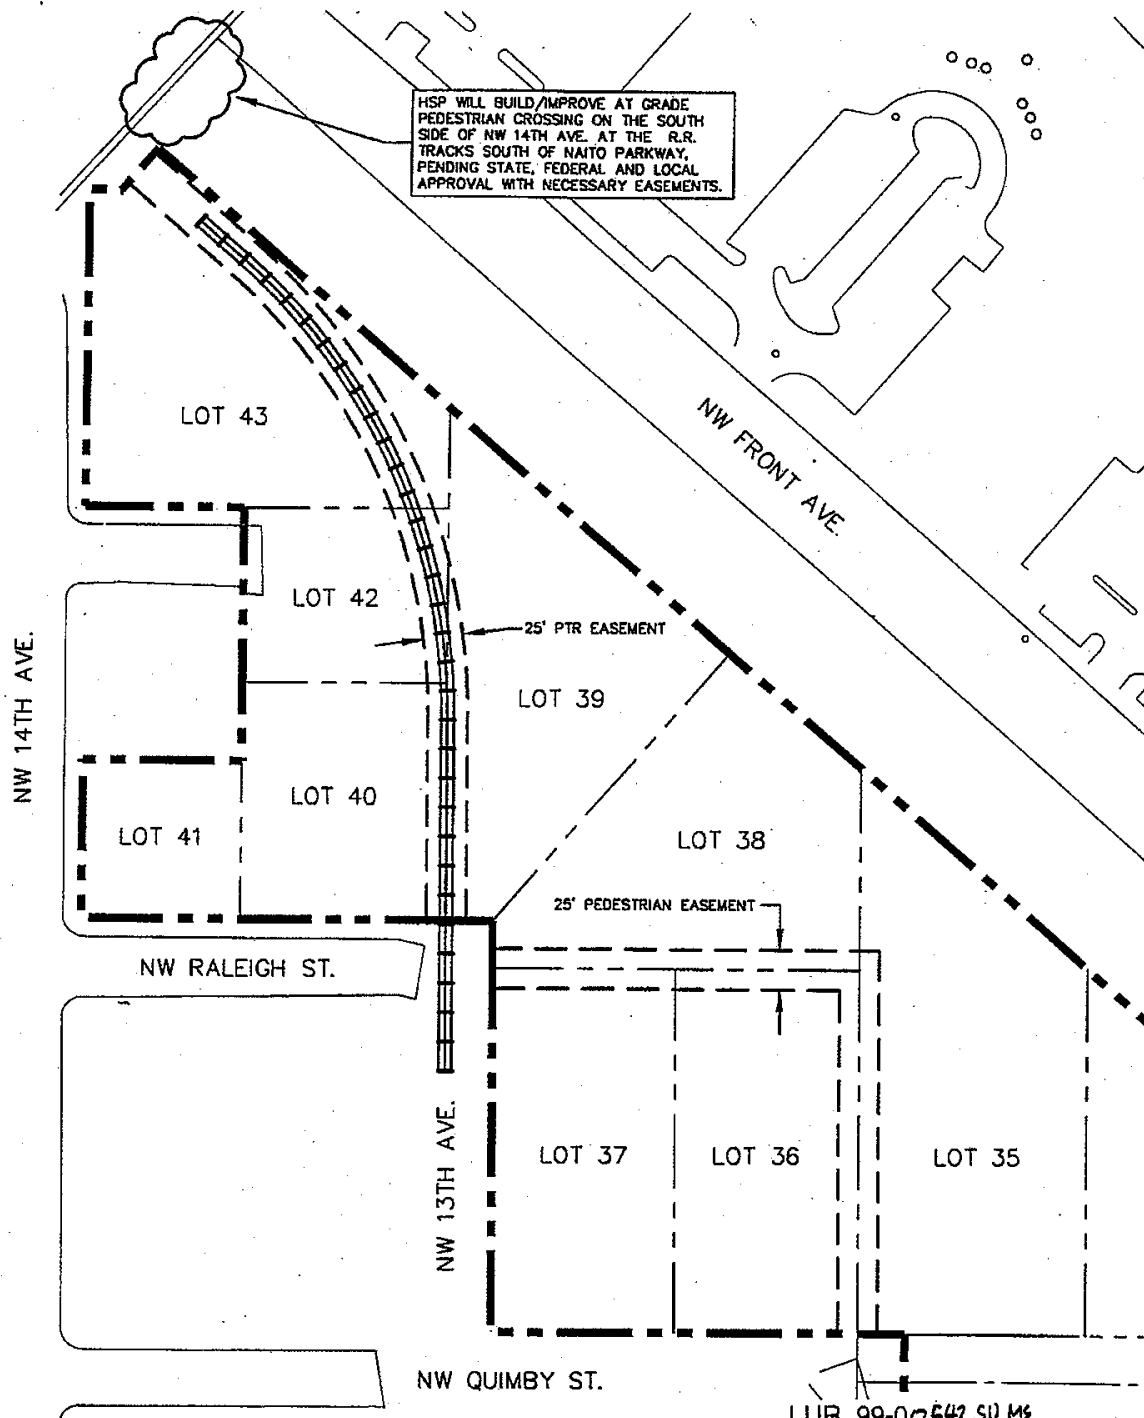 HSP WILL BUILD/IMPROVE AT GRADE
PEDESTRIAN CROSSING ON THE SOUTH
SIDE OF NW 14TH AVE. AT THE R.R.
TRACKS SOUTH OF NAITO PARKWAY,
PENDING STATE, FEDERAL AND LOCAL
APPROVAL WITH NECESSARY EASEMENTS.
LOT 43
NW FRONT AVE.
LOT 42
25' PTR EASEMENT
NW 14TH AVE.
LOT 39
LOT 40
LOT 41
LOT 38
25' PEDESTRIAN EASEMENT
NW RALEIGH ST.
NW 13TH AVE.
LOT 37
LOT 36
LOT 35
NW QUIMBY ST.
LUR